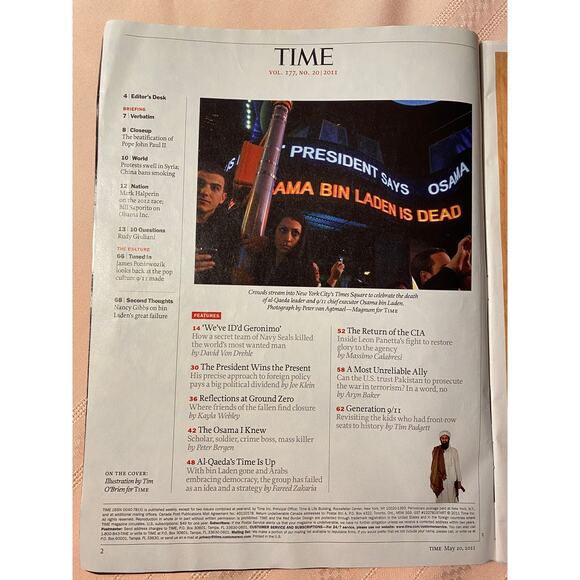 TIME
VOL. 177, NO. 20 | 2011
4 | Editor's Desk
BRIEFING
7 | Verbatim
8 | Closeup
The beatification of
Pope John Paul II
10 | World
Protests swell in Syria;
China bans smoking
12 | Nation
Mark Halperin
on the 2012 race;
Bill Saporito on
Obama Inc.
13 | 10 Questions
Rudy Giuliani
THE CULTURE
66 | Tuned In
James Poniewozik
looks back at the pop
culture 9/11 made
68 | Second Thoughts
Nancy Gibbs on bin
Laden's great failure
ON THE COVER:
Illustration by Tim
O'Brien for TIME
PRESIDENT SAYS OSAMA
AMA BIN LADEN IS DEAD
Crowds stream into New York City's Times Square to celebrate the death
of al-Qaeda leader and 9/11 chief executor Osama bin Laden.
Photograph by Peter van Agtmael—Magnum for TIME
FEATURES
14 'We've ID'd Geronimo'
How a secret team of Navy Seals killed
the world's most wanted man
by David Von Drehle
30 The President Wins the Present
His precise approach to foreign policy
pays a big political dividend by Joe Klein
36 Reflections at Ground Zero
Where friends of the fallen find closure
by Kayla Webley
42 The Osama I Knew
Scholar, soldier, crime boss, mass killer
by Peter Bergen
48 Al-Qaeda's Time Is Up
With bin Laden gone and Arabs
embracing democracy, the group has failed
as an idea and a strategy by Fareed Zakaria
52 The Return of the CIA
Inside Leon Panetta's fight to restore
glory to the agency
by Massimo Calabresi
58 A Most Unreliable Ally
Can the U.S. trust Pakistan to prosecute
the war in terrorism? In a word, no
by Aryn Baker
62 Generation 9/11
Revisiting the kids who had front-row
seats to history by Tim Padgett
2
TIME May 20, 2011